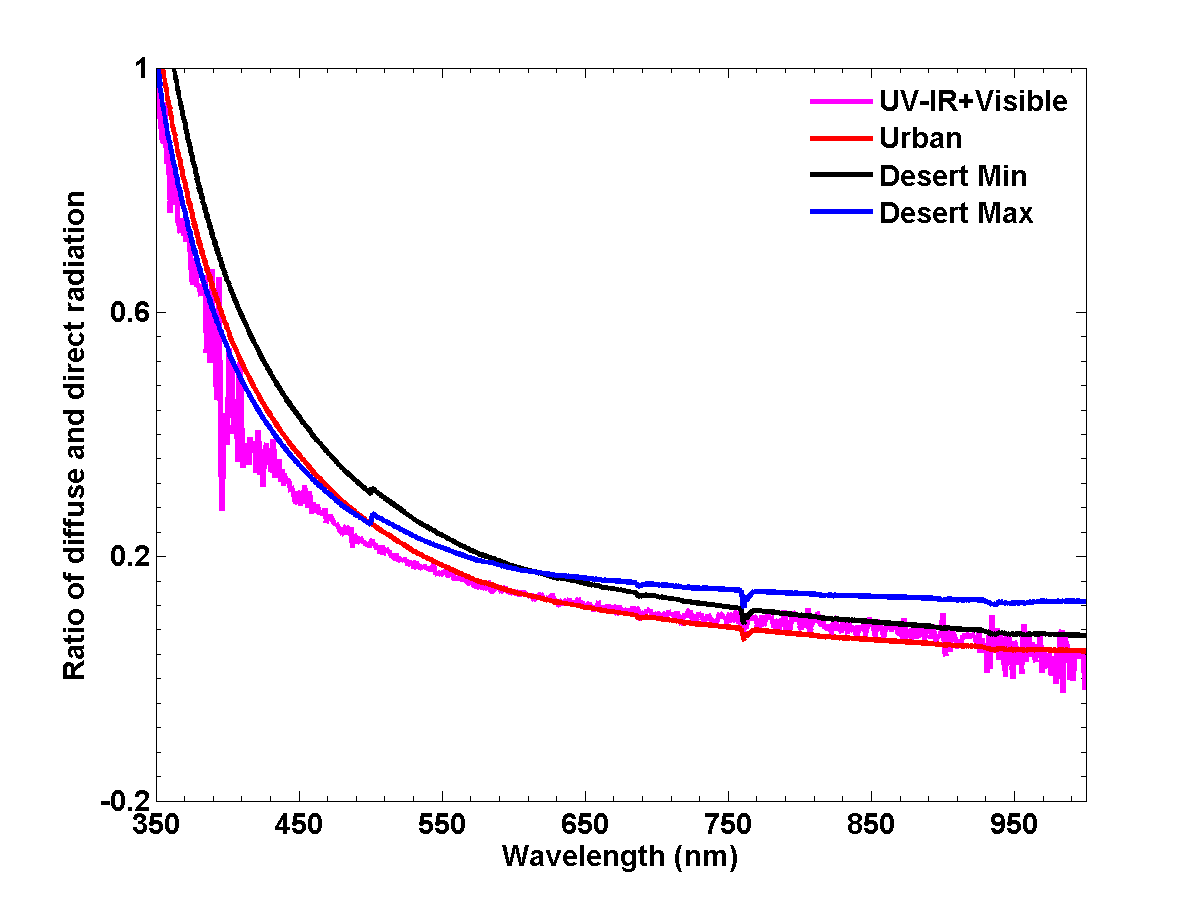 1
0.6
0.2
-0.2
350 450 550 650 750 850 950
Wavelength (nm)
Ratio of diffuse and direct radiation
UV-IR+Visible
Urban
Desert Min
Desert Max